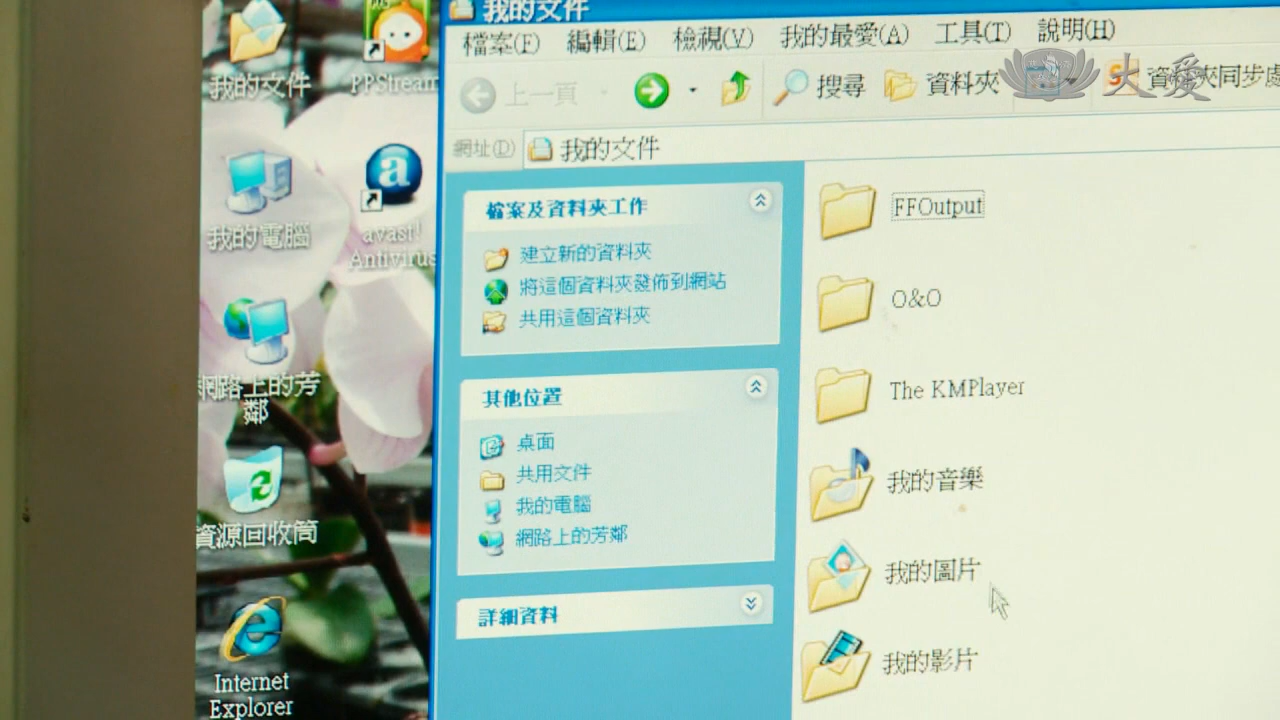 我的文件
PPStream
我的電腦
avast!
Antivirus
網路上的芳
鄰
資源回收筒
Internet
Explorer
我的文件
檔案(F) 編輯(E) 檢視(V) 我的最愛(A) 工具(T) 說明(H)
上一頁 搜尋 資料夾 資料夾同步處
大愛
網址(D) 我的文件
檔案及資料夾工作
建立新的資料夾
將這個資料夾發佈到網站
共用這個資料夾
其他位置
桌面
共用文件
我的電腦
網路上的芳鄰
詳細資料
FFOutput
O&O
The KMPlayer
我的音樂
我的圖片
我的影片